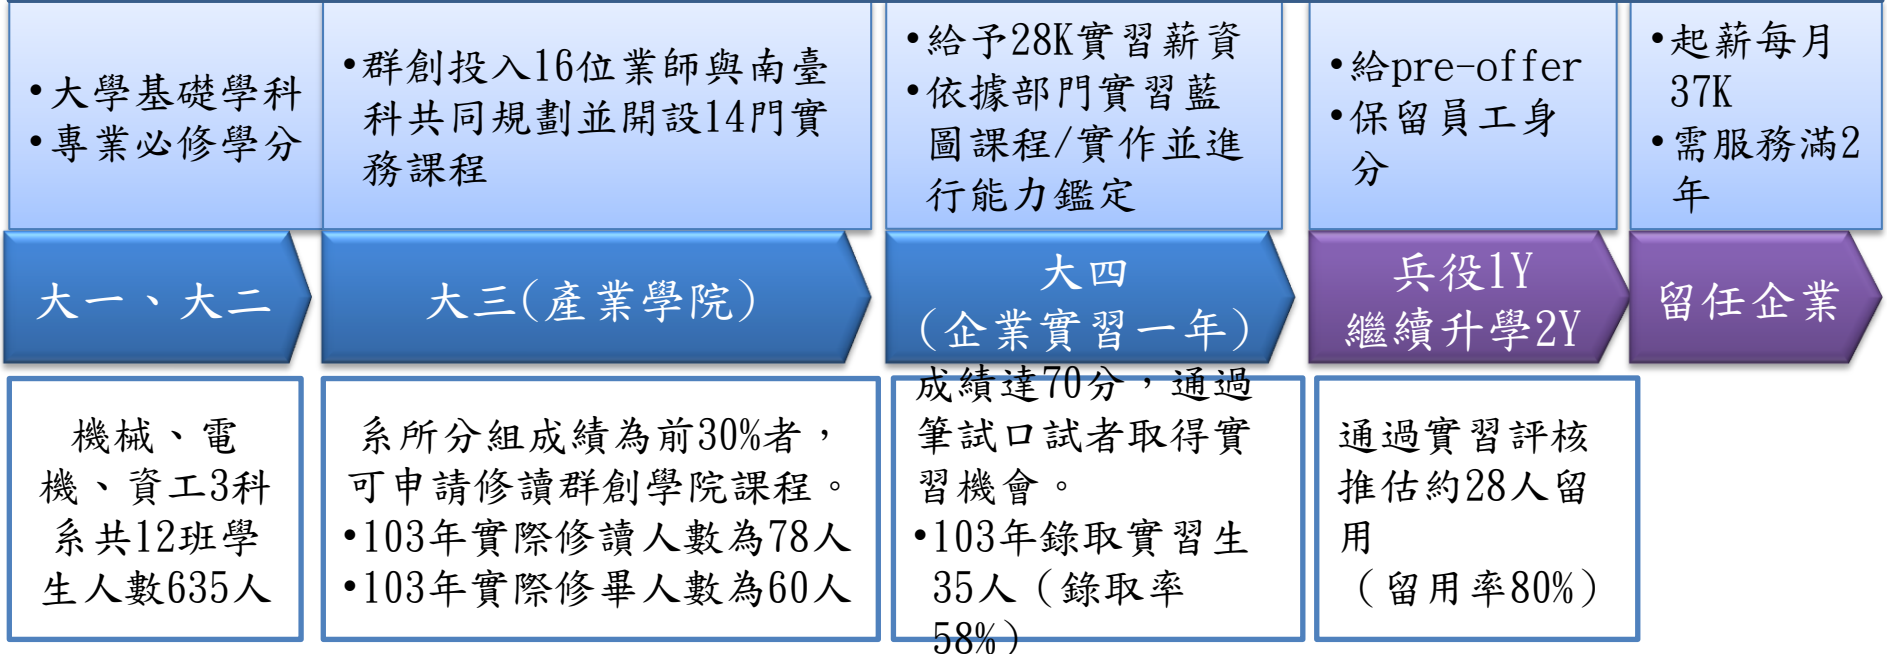 •大學基礎學科
•專業必修學分
•群創投入16位業師與南臺
科共同規劃並開設14門實
務課程
•給予28K實習薪資
•依據部門實習藍
圖課程/實作並進
行能力鑑定
•給pre-offer
•保留員工身
分
•起薪每月
37K
•需服務滿2
年
大一、大二
大三(產業學院)
大四
(企業實習一年)
兵役1Y
繼續升學2Y
留任企業
機械、電
機、資工3科
系共12班學
生人數635人
系所分組成績為前30%者，
可申請修讀群創學院課程。
•103年實際修讀人數為78人
•103年實際修畢人數為60人
成績達70分，通過
筆試口試者取得實
習機會。
•103年錄取實習生
35人（錄取率
58%）
通過實習評核
推估約28人留
用
（留用率80%）